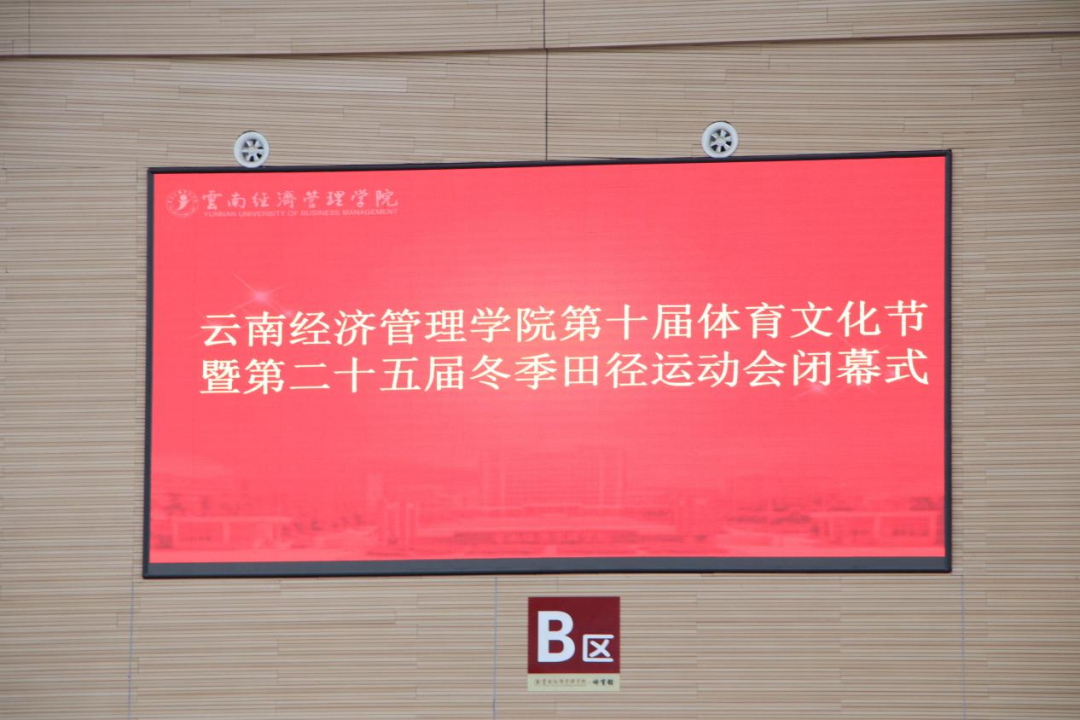 雲南经濟管理学院
YUNNAN UNIVERSITY OF BUSINESS MANAGEMENT
云南经济管理学院第十届体育文化节
暨第二十五届冬季田径运动会闭幕式
B区